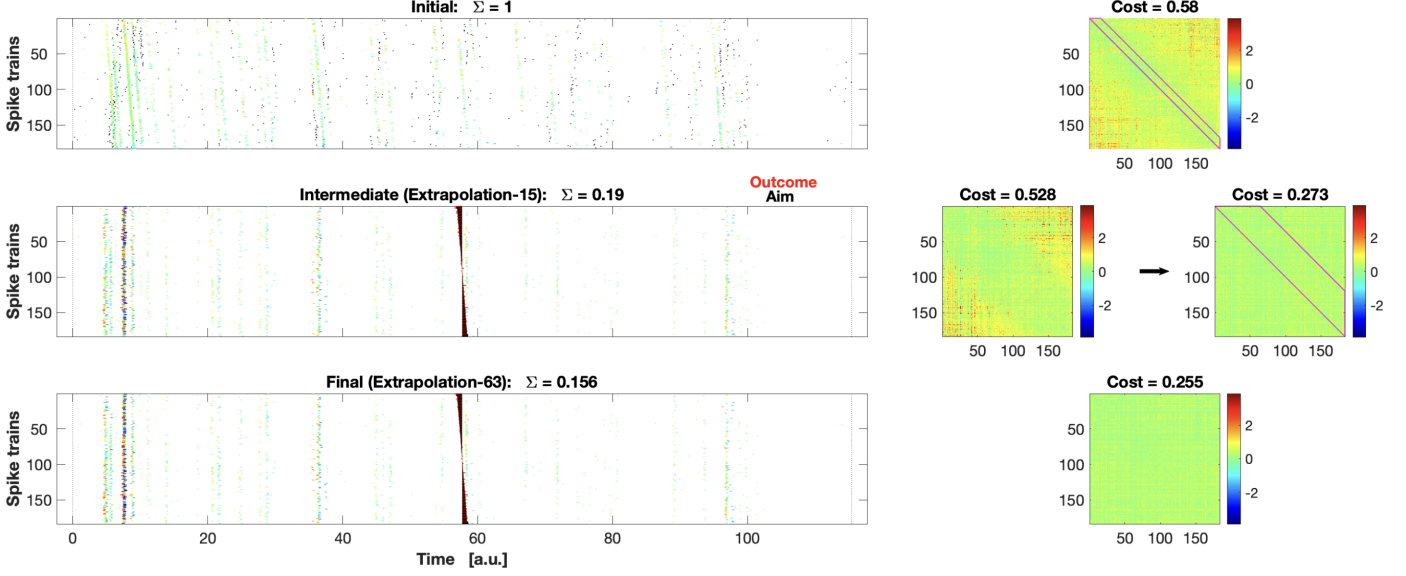 Initial: Σ = 1
Cost = 0.58
Spike trains
50
100
150
50
100
150
2
0
-2
50 100 150
Outcome
Aim
Intermediate (Extrapolation-15): Σ = 0.19
Cost = 0.528
Cost = 0.273
Spike trains
50
100
150
50
100
150
2
0
-2
50 100 150
50
100
150
2
0
-2
50 100 150
Final (Extrapolation-63): Σ = 0.156
Cost = 0.255
Spike trains
50
100
150
0 20 40 60 80 100
Time [a.u.]
50
100
150
2
0
-2
50 100 150